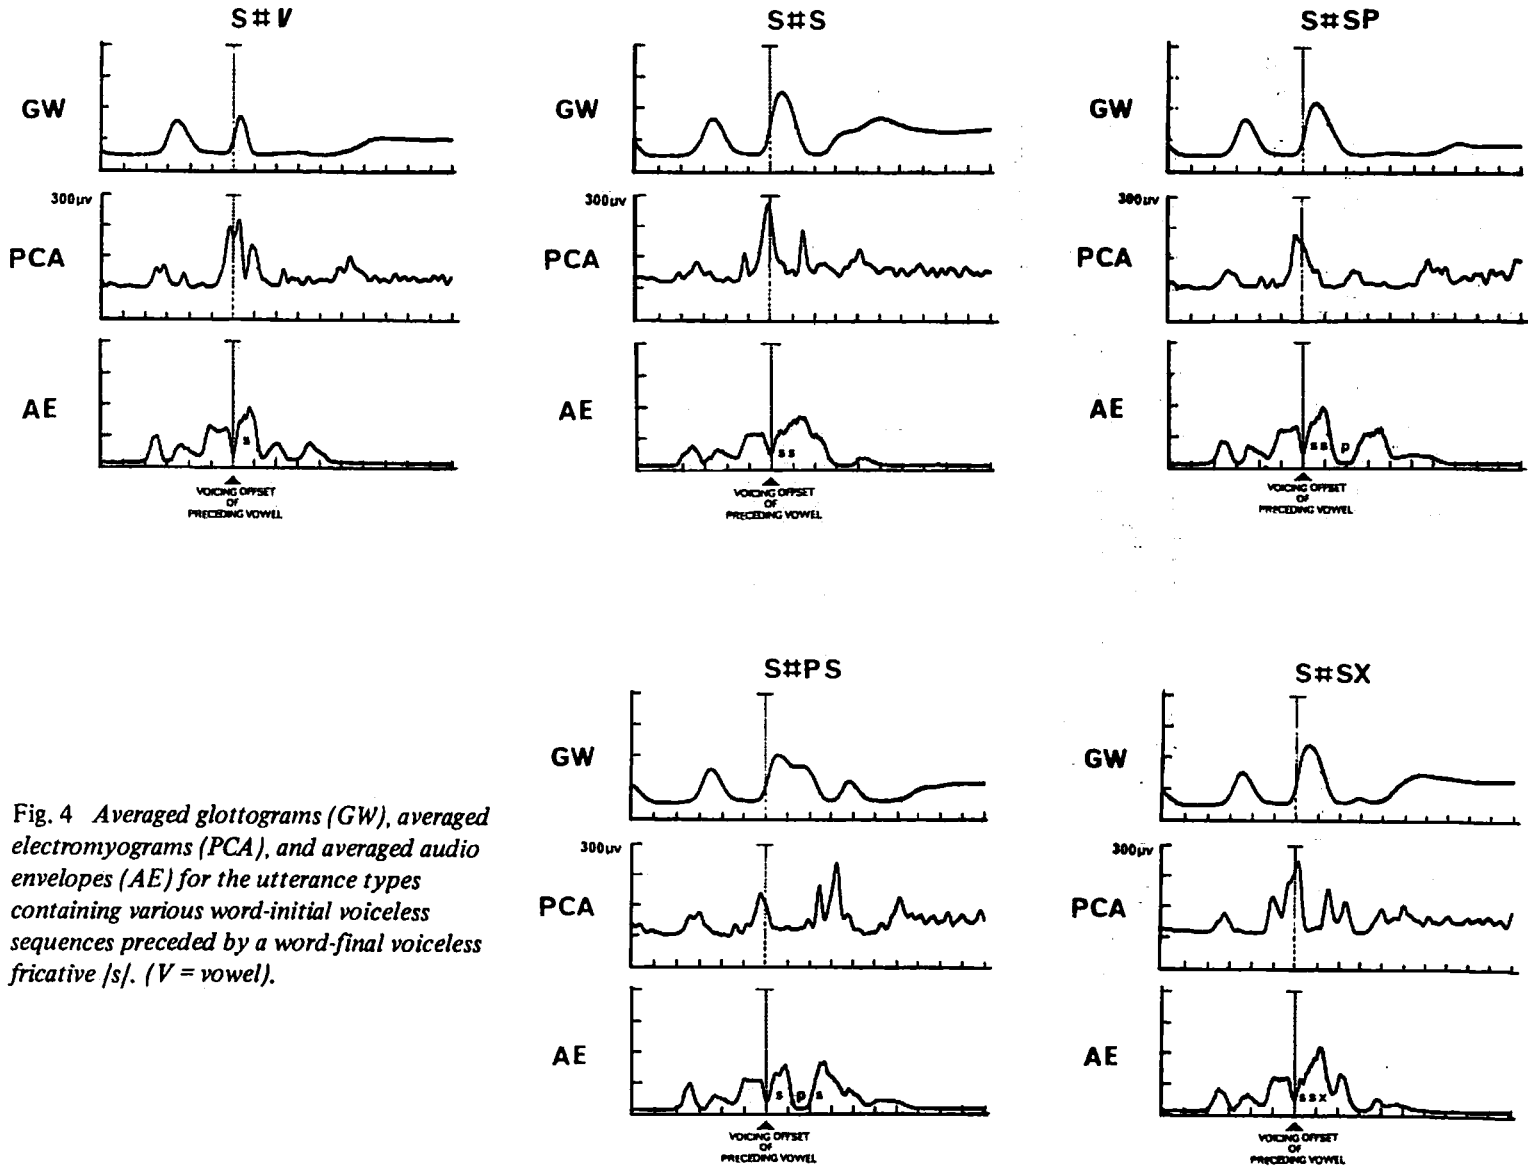 S#V
GW
300μv
PCA
AE
s
VOICING OFFSET
OF
PRECEDING VOWEL
S#S
GW
300μv
PCA
AE
ss
VOICING OFFSET
OF
PRECEDING VOWEL
S#SP
GW
300μv
PCA
AE
ss p
VOICING OFFSET
OF
PRECEDING VOWEL
S#PS
GW
300μv
PCA
AE
s p s
VOICING OFFSET
OF
PRECEDING VOWEL
S#SX
GW
300μv
PCA
AE
ssx
VOICING OFFSET
OF
PRECEDING VOWEL
Fig. 4 Averaged glottograms (GW), averaged
electromyograms (PCA), and averaged audio
envelopes (AE) for the utterance types
containing various word-initial voiceless
sequences preceded by a word-final voiceless
fricative /s/. (V = vowel).